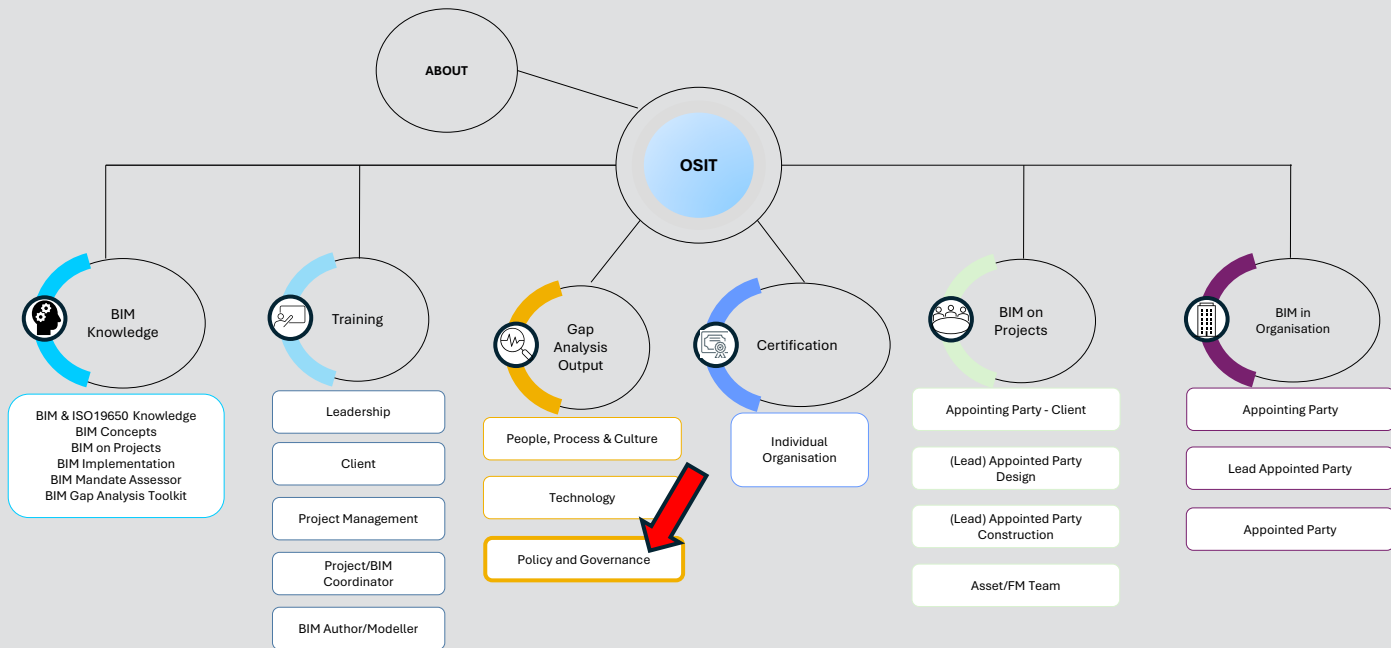 ABOUT
OSIT
BIM
Knowledge
BIM & ISO19650 Knowledge
BIM Concepts
BIM on Projects
BIM Implementation
BIM Mandate Assessor
BIM Gap Analysis Toolkit
Training
Leadership
Client
Project Management
Project/BIM
Coordinator
BIM Author/Modeller
Gap
Analysis
Output
People, Process & Culture
Technology
Policy and Governance
Certification
Individual
Organisation
BIM on
Projects
Appointing Party - Client
(Lead) Appointed Party
Design
(Lead) Appointed Party
Construction
Asset/FM Team
BIM in
Organisation
Appointing Party
Lead Appointed Party
Appointed Party